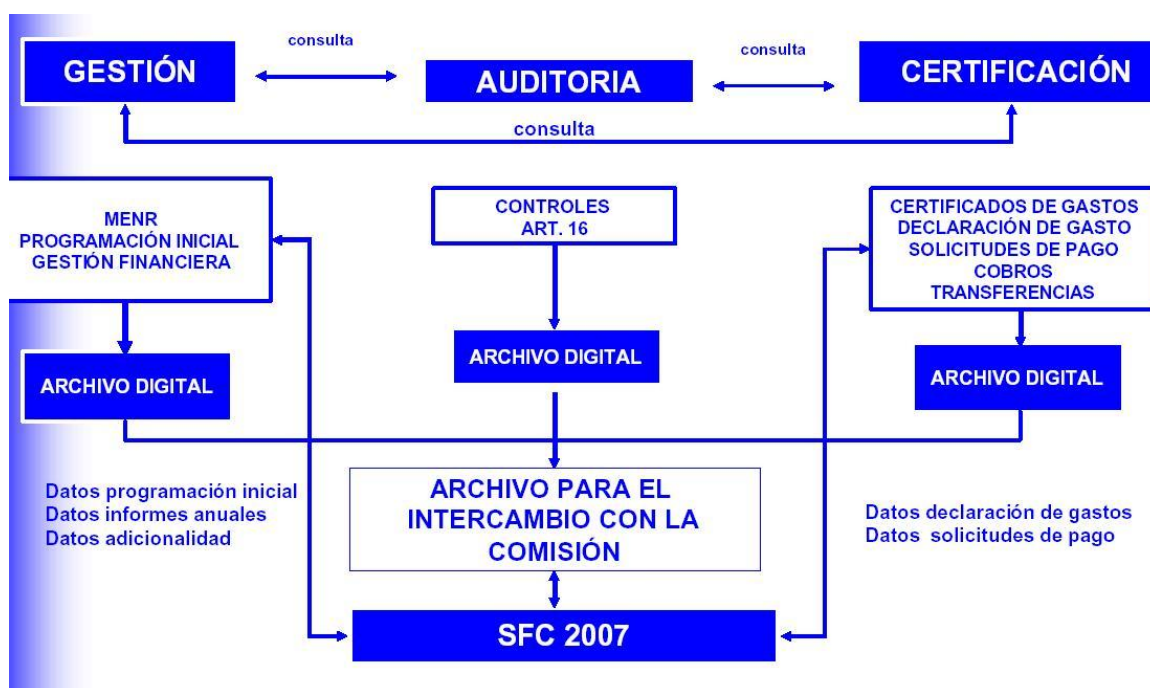 consulta
consulta
GESTIÓN
AUDITORIA
CERTIFICACIÓN
consulta
MENR
PROGRAMACIÓN INICIAL
GESTIÓN FINANCIERA
CONTROLES
ART. 16
CERTIFICADOS DE GASTOS
DECLARACIÓN DE GASTO
SOLICITUDES DE PAGO
COBROS
TRANSFERENCIAS
ARCHIVO DIGITAL
ARCHIVO DIGITAL
ARCHIVO DIGITAL
Datos programación inicial
Datos informes anuales
Datos adicionalidad
ARCHIVO PARA EL
INTERCAMBIO CON LA
COMISIÓN
Datos declaración de gastos
Datos solicitudes de pago
SFC 2007